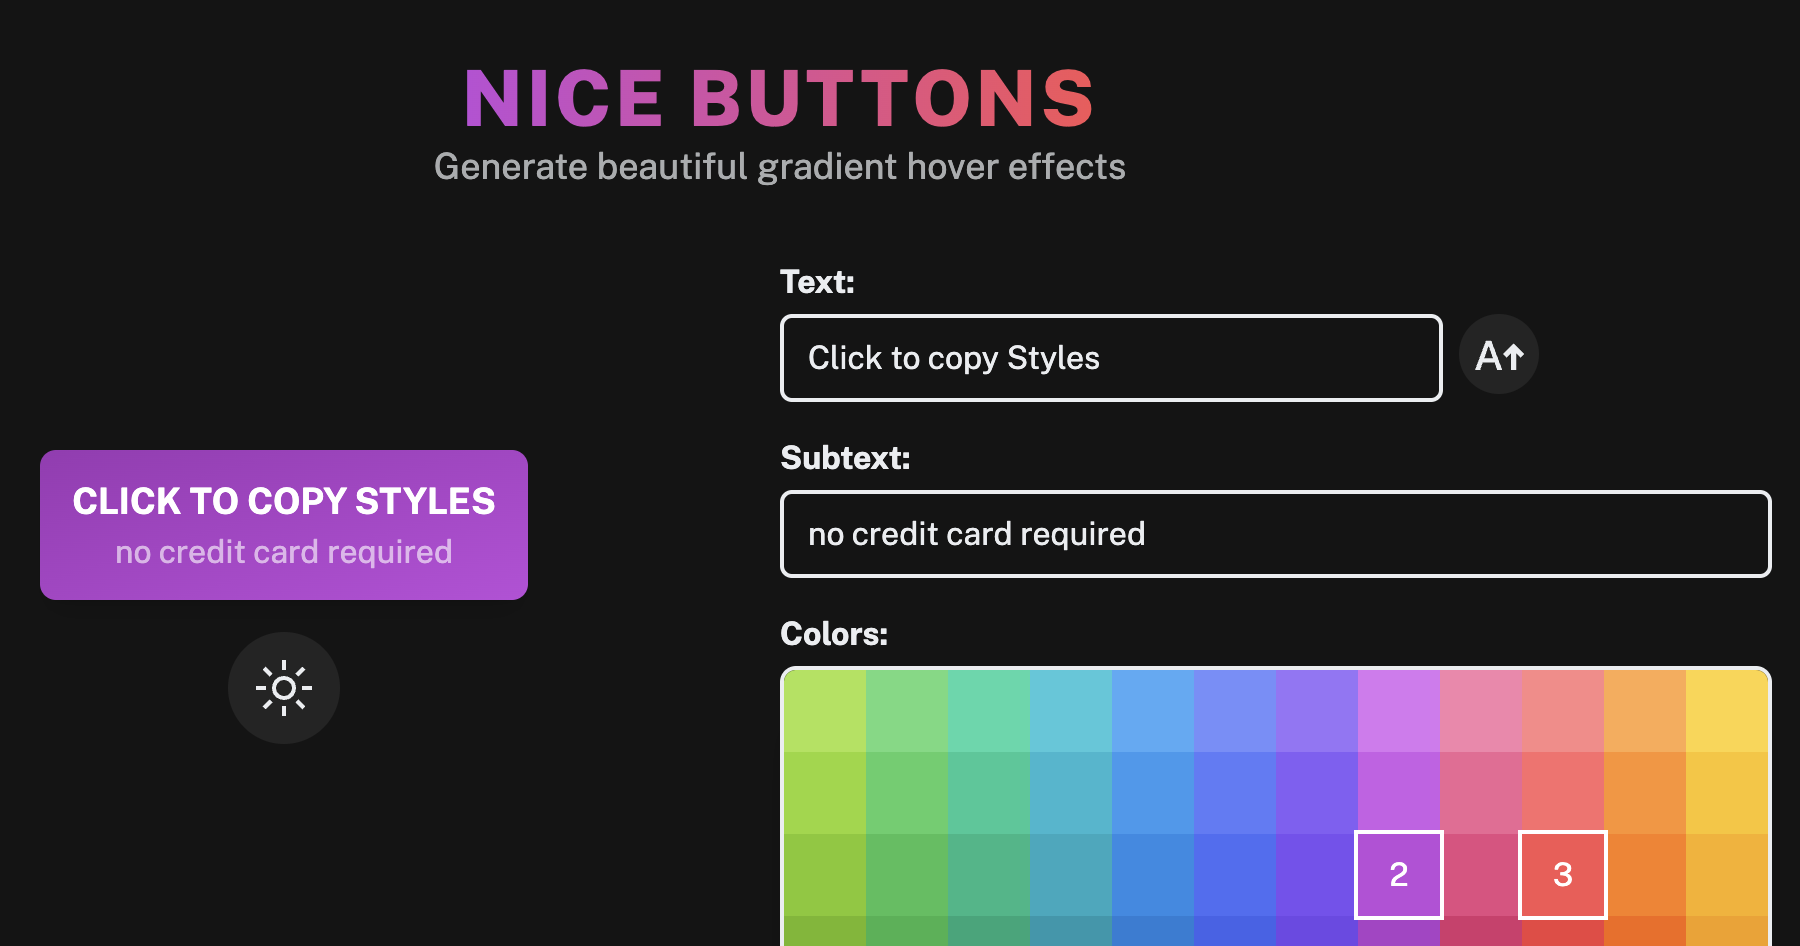 NICE BUTTONS
Generate beautiful gradient hover effects
Text:
Click to copy Styles
A↑
Subtext:
no credit card required
CLICK TO COPY STYLES
no credit card required
Colors:
2
3